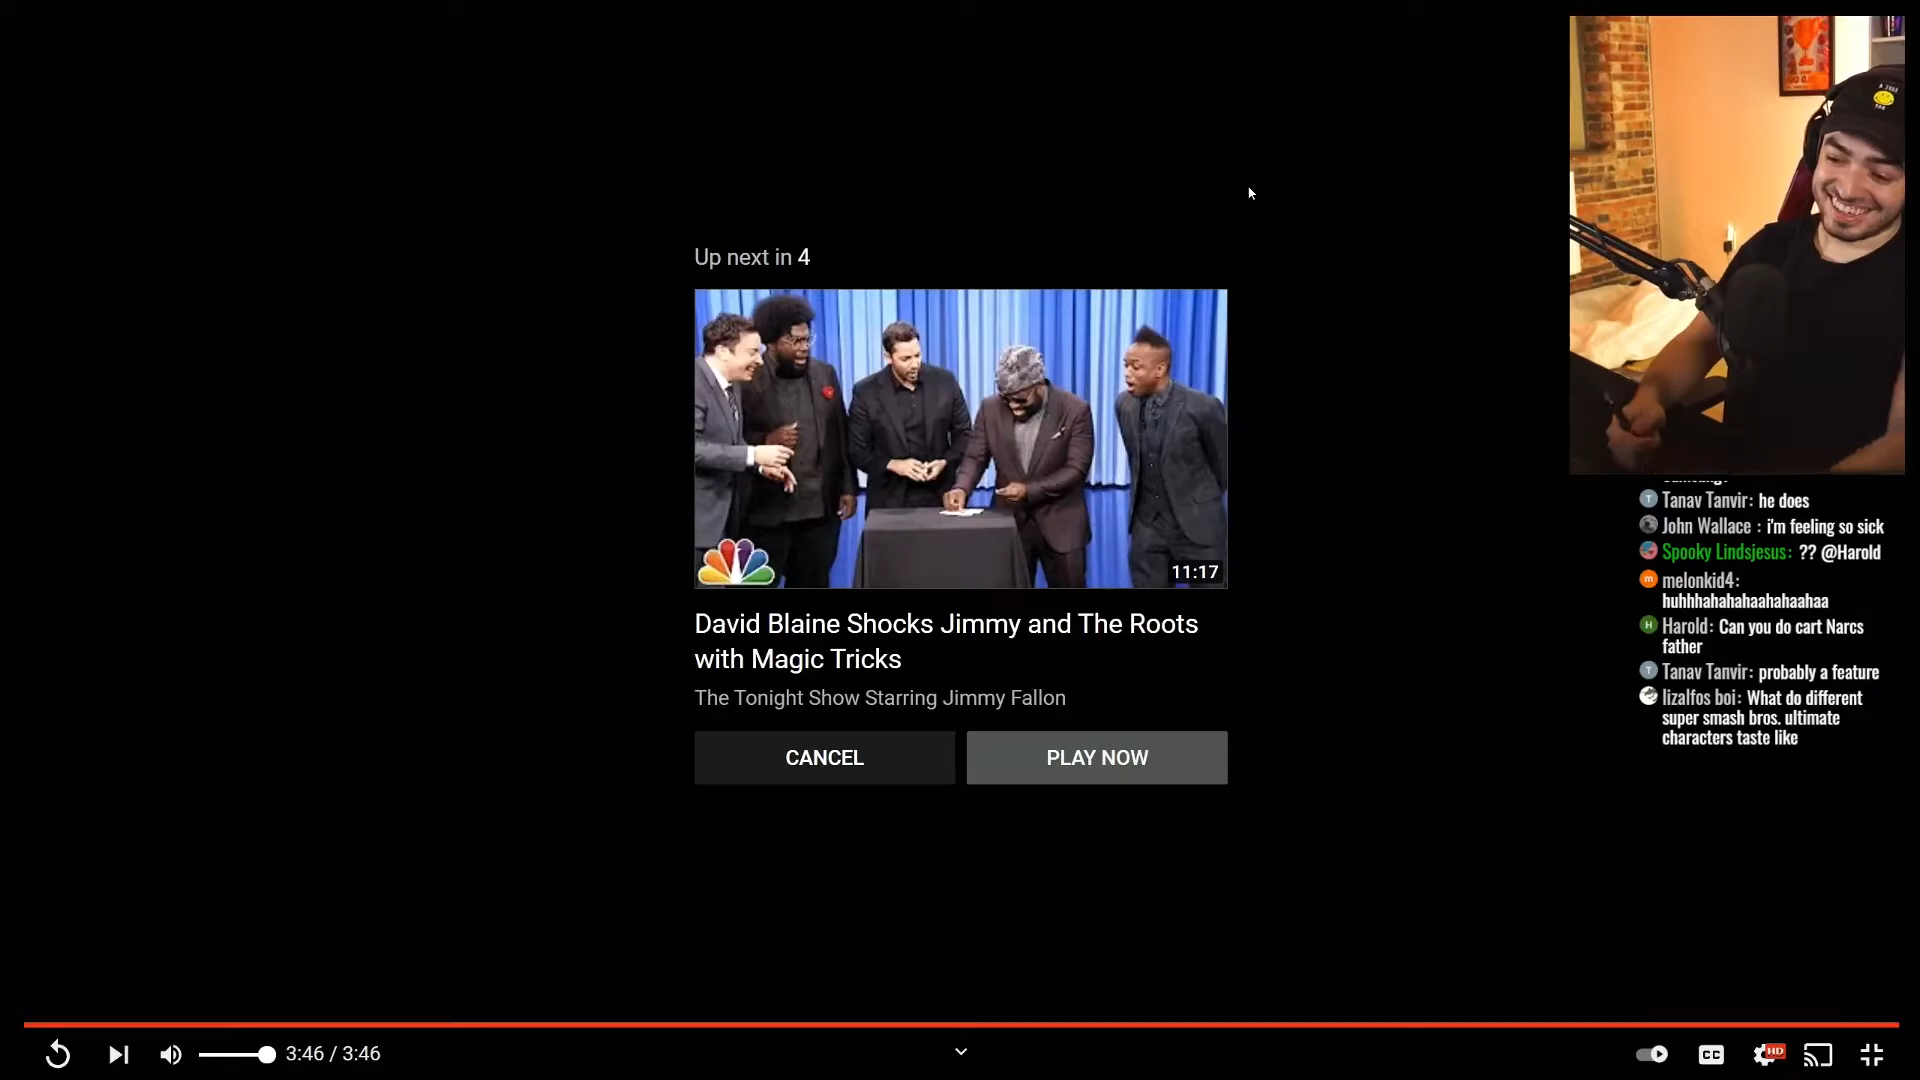 Up next in 4
11:17
David Blaine Shocks Jimmy and The Roots
with Magic Tricks
The Tonight Show Starring Jimmy Fallon
CANCEL
PLAY NOW
3:46 / 3:46
CC
HD
T Tanav Tanvir: he does
John Wallace : i'm feeling so sick
Spooky Lindsjesus: ?? @Harold
m melonkid4:
huhhhahahahaahahaahaa
H Harold: Can you do cart Narcs
father
T Tanav Tanvir: probably a feature
lizalfos boi: What do different
super smash bros. ultimate
characters taste like